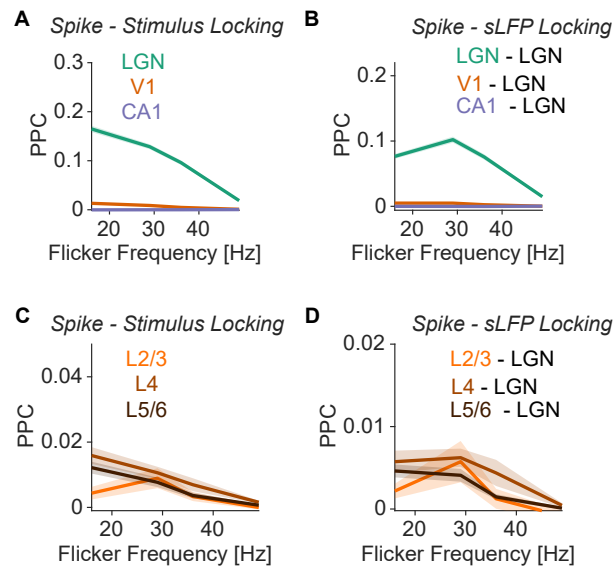 A Spike - Stimulus Locking
LGN
V1
CA1
PPC
0.3
0.2
0.1
0
20 30 40
Flicker Frequency [Hz]
B Spike - sLFP Locking
LGN - LGN
V1 - LGN
CA1 - LGN
PPC
0.2
0.1
0
20 30 40
Flicker Frequency [Hz]
C Spike - Stimulus Locking
L2/3
L4
L5/6
PPC
0.04
0.02
0
20 30 40
Flicker Frequency [Hz]
D Spike - sLFP Locking
L2/3 - LGN
L4 - LGN
L5/6 - LGN
PPC
0.02
0.01
0
20 30 40
Flicker Frequency [Hz]